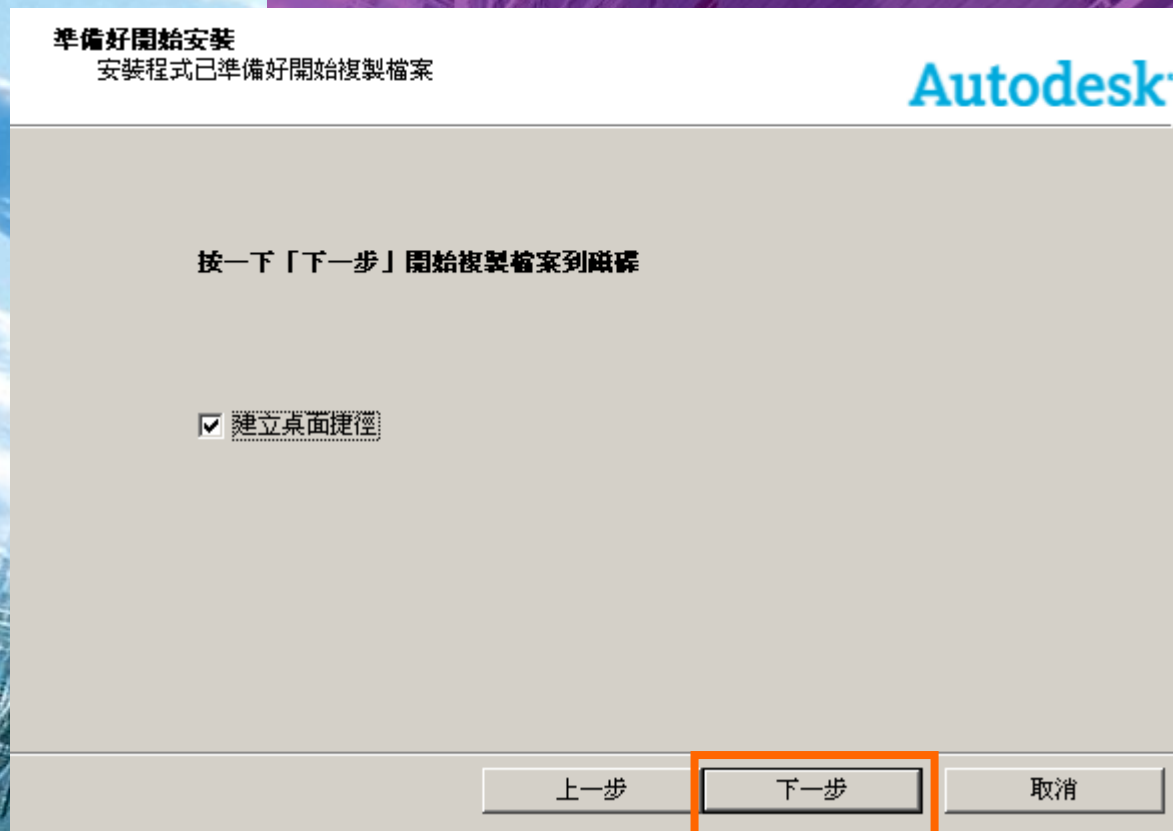 準備好開始安裝
安裝程式已準備好開始複製檔案
Autodesk
按一下「下一步」開始複製檔案到磁碟
建立桌面捷徑
上一步
下一步
取消